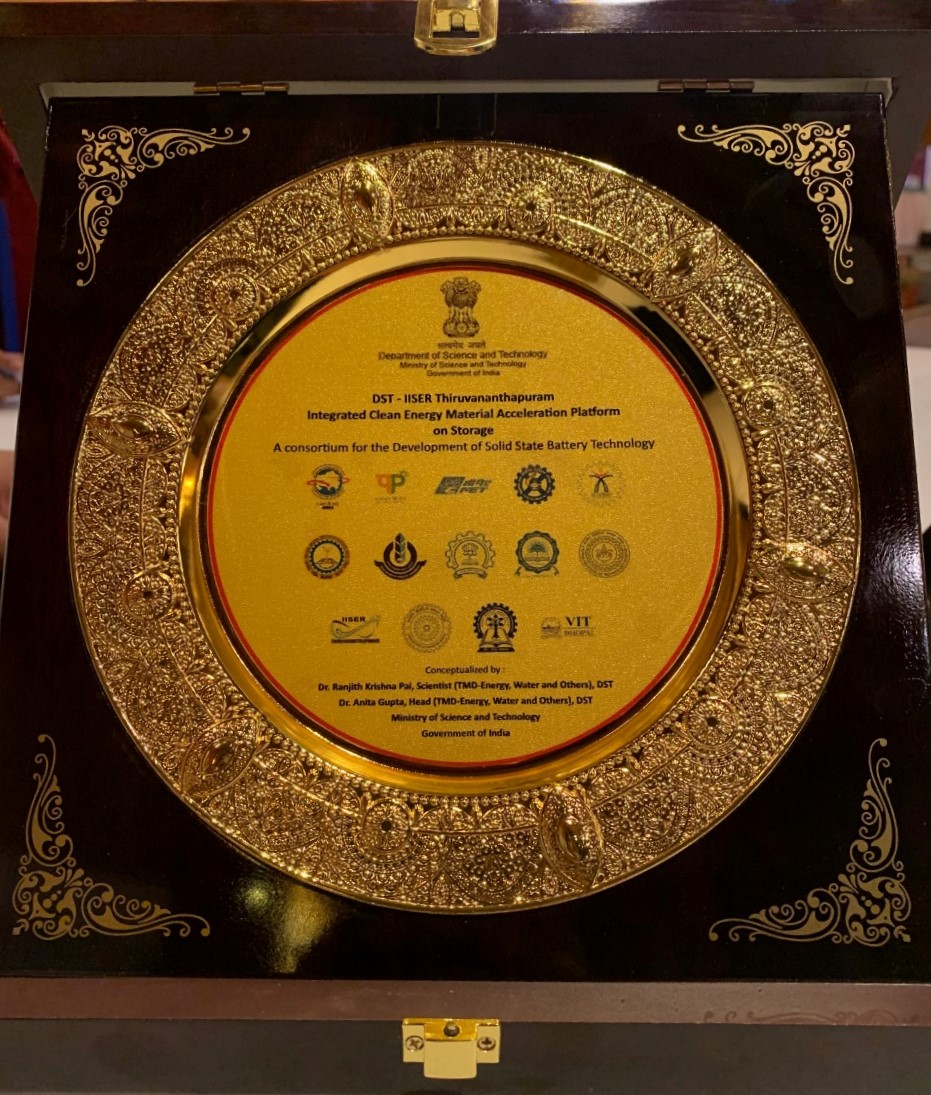 सत्यमेव जयते
Department of Science and Technology
Ministry of Science and Technology
Government of India
DST - IISER Thiruvananthapuram
Integrated Clean Energy Material Acceleration Platform
on Storage
A consortium for the Development of Solid State Battery Technology
IISER
VIT
BHOPAL
Conceptualized by :
Dr. Ranjith Krishna Pai, Scientist (TMD-Energy, Water and Others), DST
Dr. Anita Gupta, Head (TMD-Energy, Water and Others), DST
Ministry of Science and Technology
Government of India